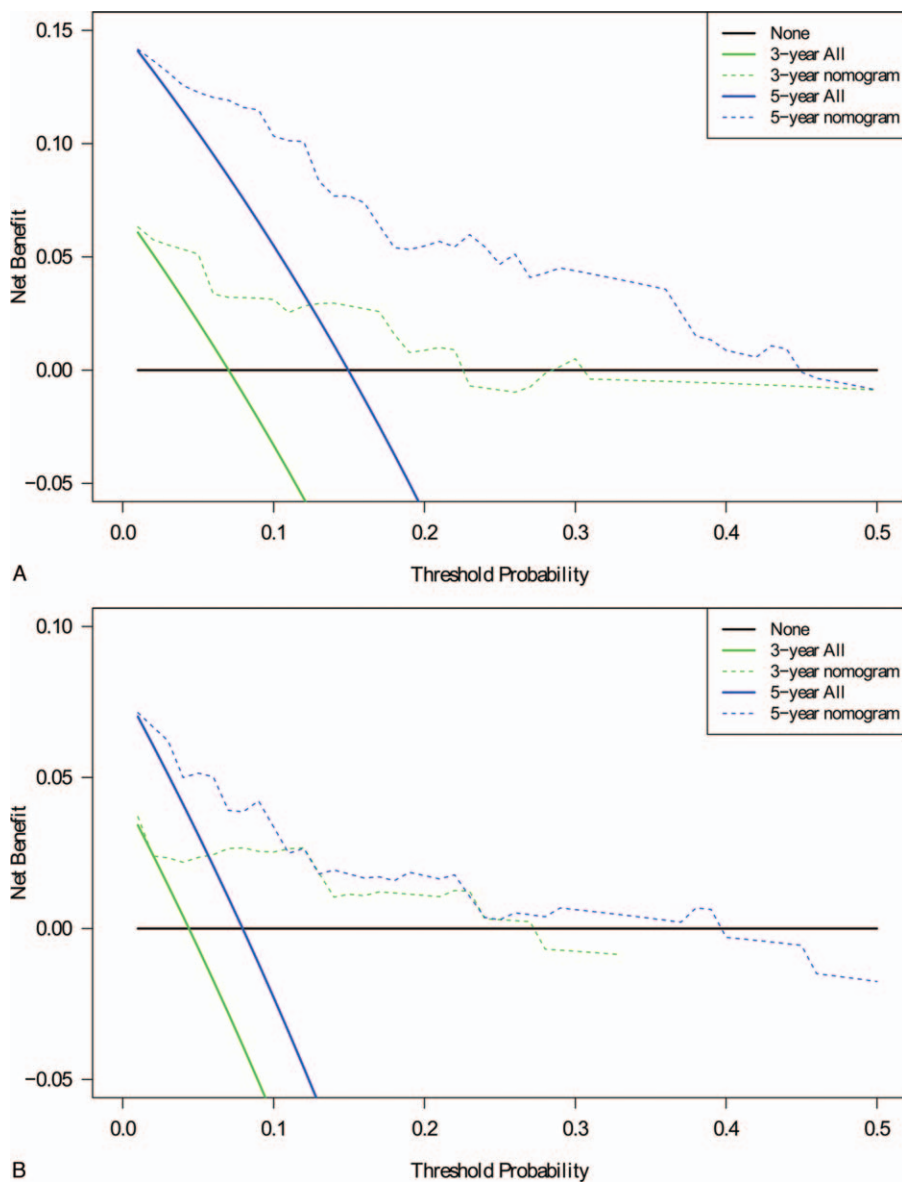 0.15
0.10
0.05
0.00
−0.05
Net Benefit
None
3−year All
3−year nomogram
5−year All
5−year nomogram
0.0 0.1 0.2 0.3 0.4 0.5
Threshold Probability
A
0.10
0.05
0.00
−0.05
Net Benefit
None
3−year All
3−year nomogram
5−year All
5−year nomogram
0.0 0.1 0.2 0.3 0.4 0.5
Threshold Probability
B